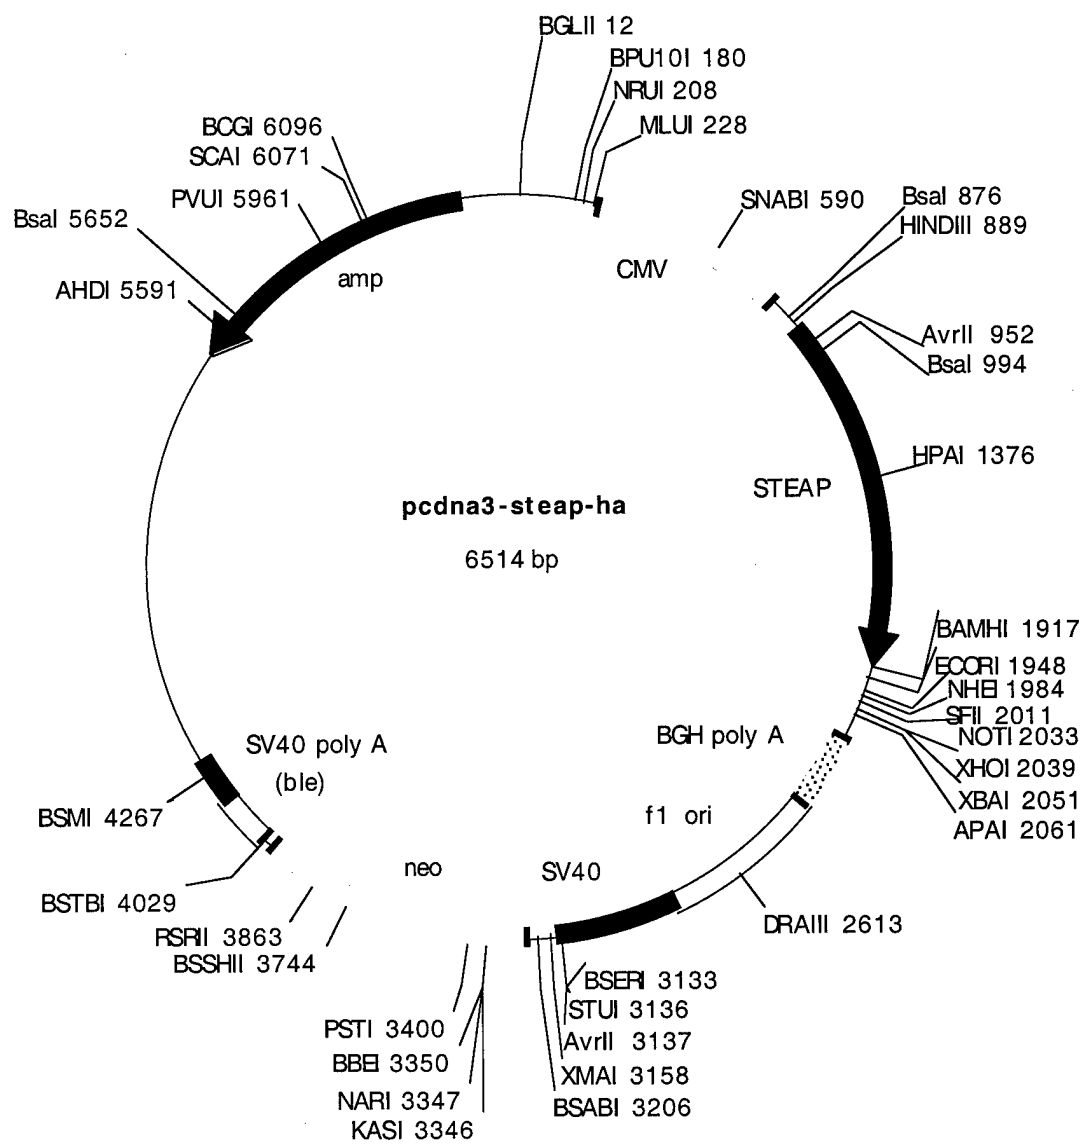 BGLII 12
BPU10I 180
NRUI 208
MLUI 228
BCGI 6096
SCAI 6071
PVUI 5961
BsaI 5652
AHDI 5591
amp
CMV
SNABI 590
BsaI 876
HINDIII 889
AvrII 952
BsaI 994
HPAI 1376
STEAP
pcdna3-steap-ha
6514 bp
BAMHI 1917
ECORI 1948
NHEI 1984
SFII 2011
NOTI 2033
XHOI 2039
XBAI 2051
APAI 2061
BGH poly A
f1 ori
SV40 poly A
(ble)
BSMI 4267
BSTBI 4029
RSRII 3863
BSSHII 3744
neo
SV40
DRAIII 2613
BSERI 3133
STUI 3136
AvrII 3137
XMAI 3158
BSABI 3206
PSTI 3400
BBEI 3350
NARI 3347
KASI 3346